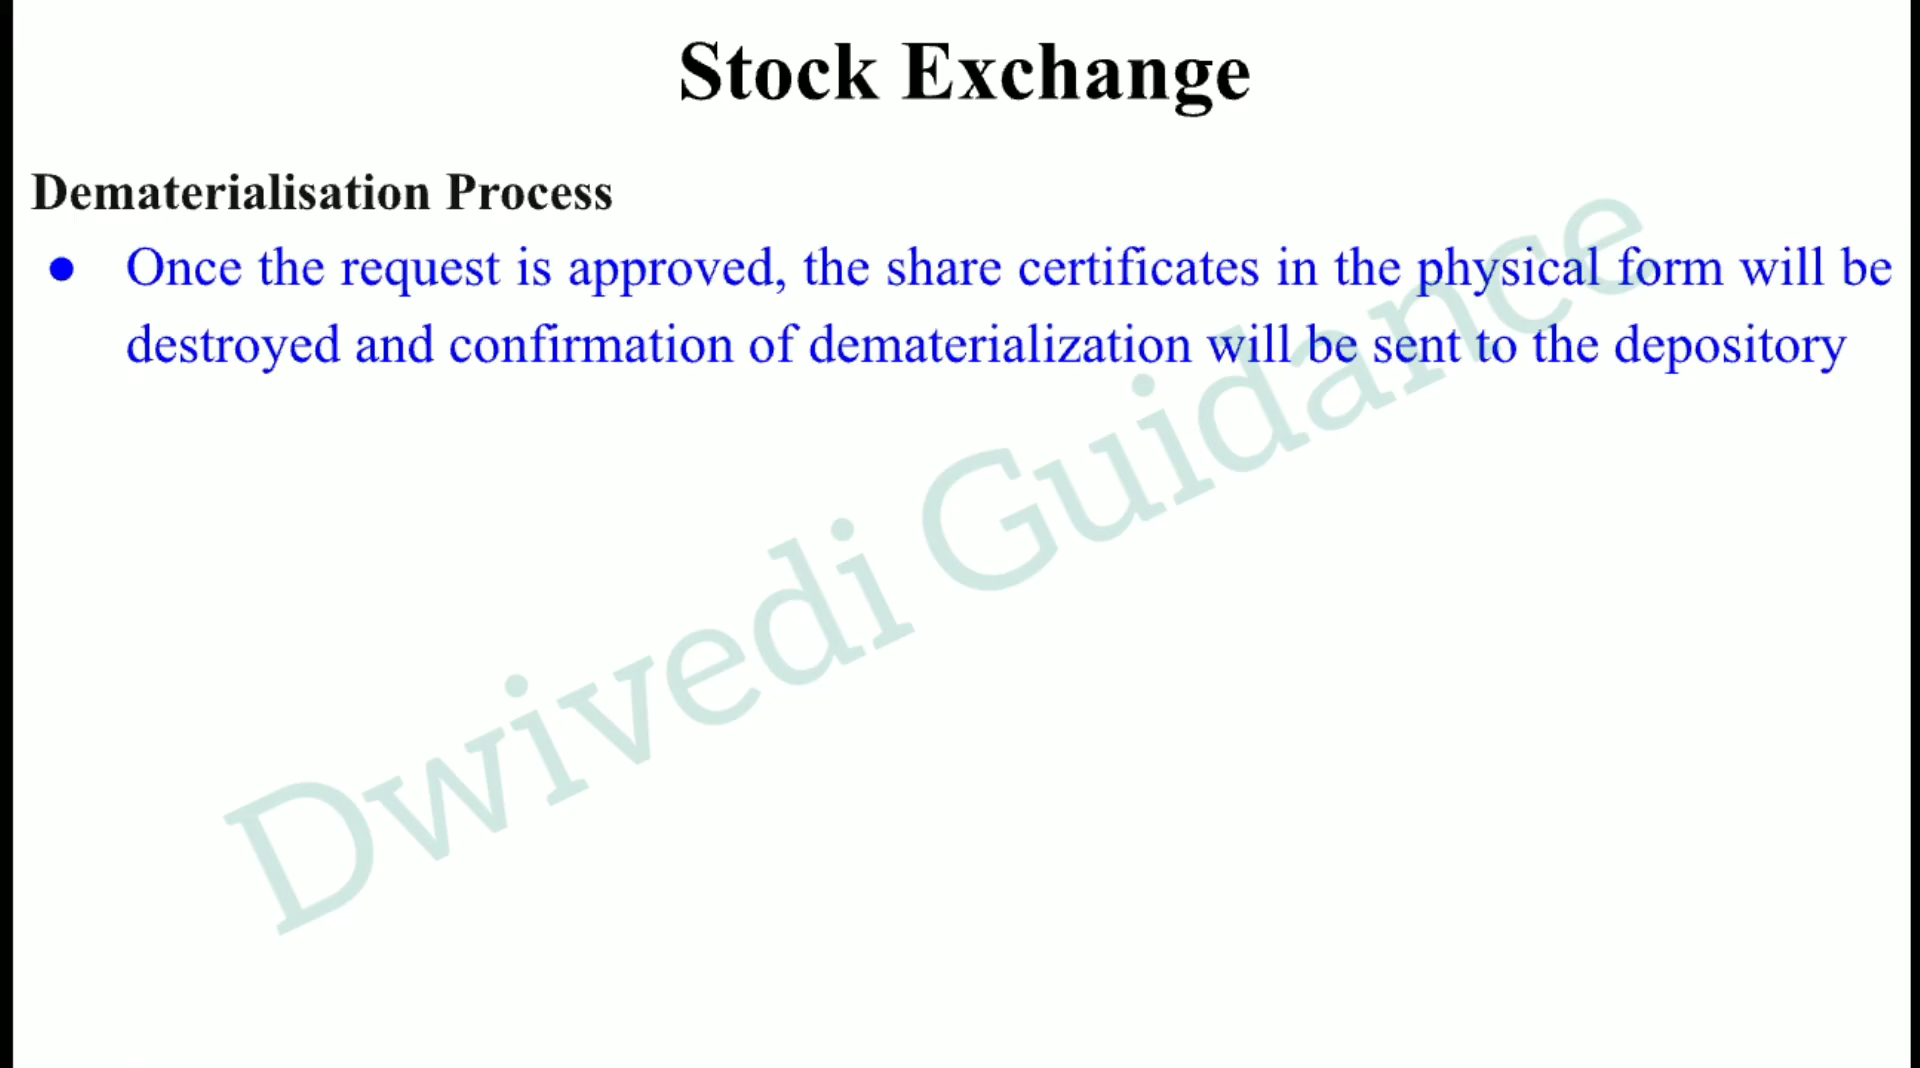 Stock Exchange
Dematerialisation Process
● Once the request is approved, the share certificates in the physical form will be
destroyed and confirmation of dematerialization will be sent to the depository
Dwivedi Guidance